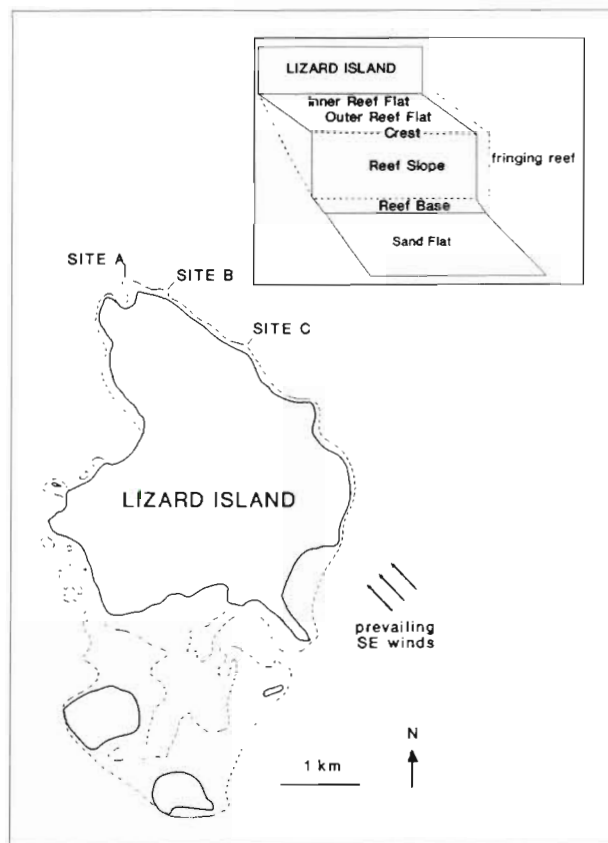 LIZARD ISLAND
Inner Reef Flat
Outer Reef Flat
Crest
fringing reef
Reef Slope
Reef Base
Sand Flat
SITE A
SITE B
SITE C
LIZARD ISLAND
prevailing
SE winds
N
1 km